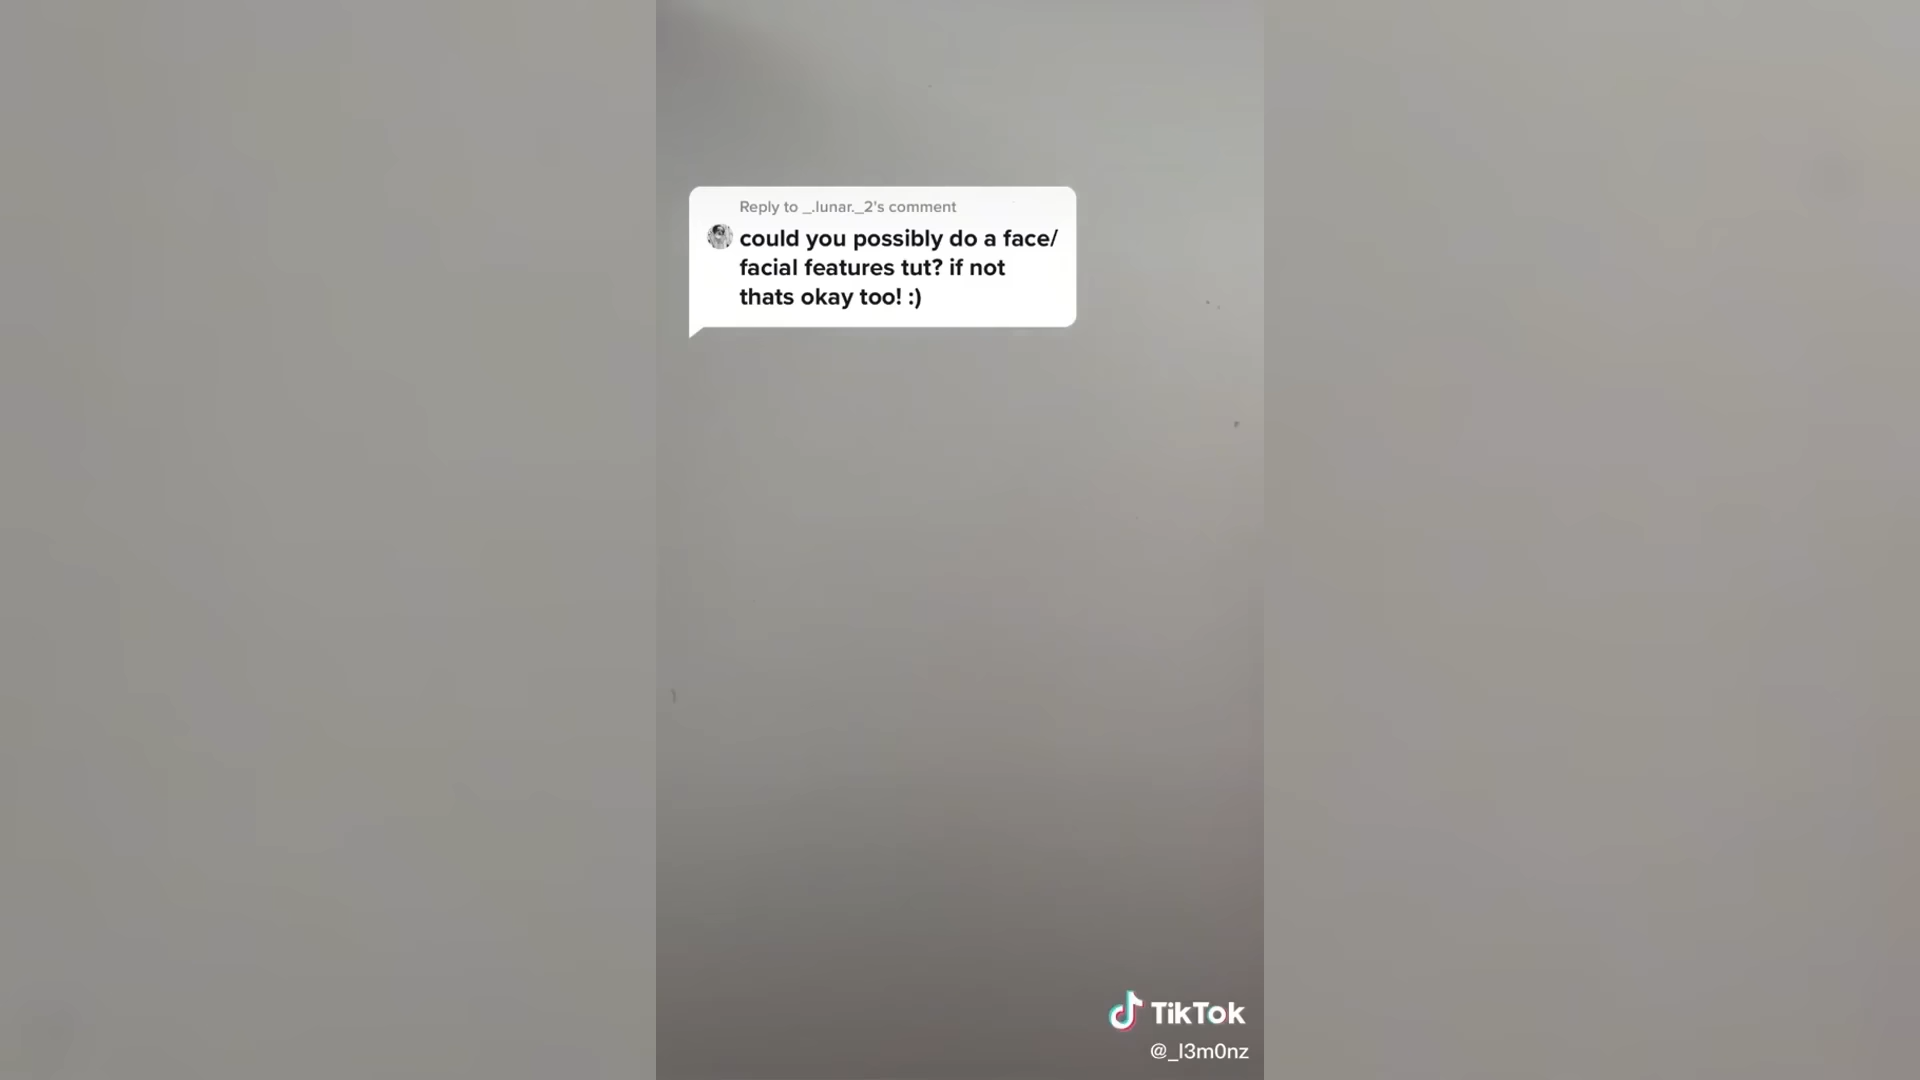 Reply to _.lunar._2's comment
could you possibly do a face/
facial features tut? if not
thats okay too! :)
TikTok
@_l3m0nz